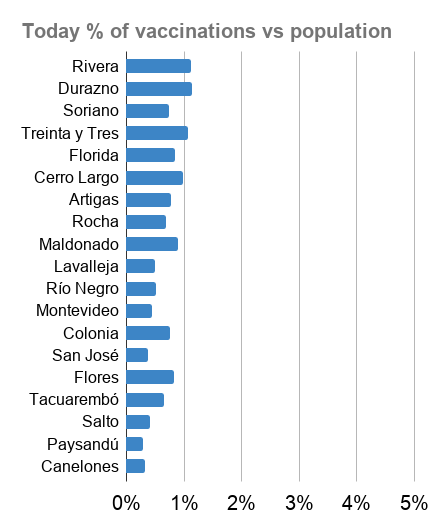 Today % of vaccinations vs population
Rivera
Durazno
Soriano
Treinta y Tres
Florida
Cerro Largo
Artigas
Rocha
Maldonado
Lavalleja
Río Negro
Montevideo
Colonia
San José
Flores
Tacuarembó
Salto
Paysandú
Canelones
0% 1% 2% 3% 4% 5%